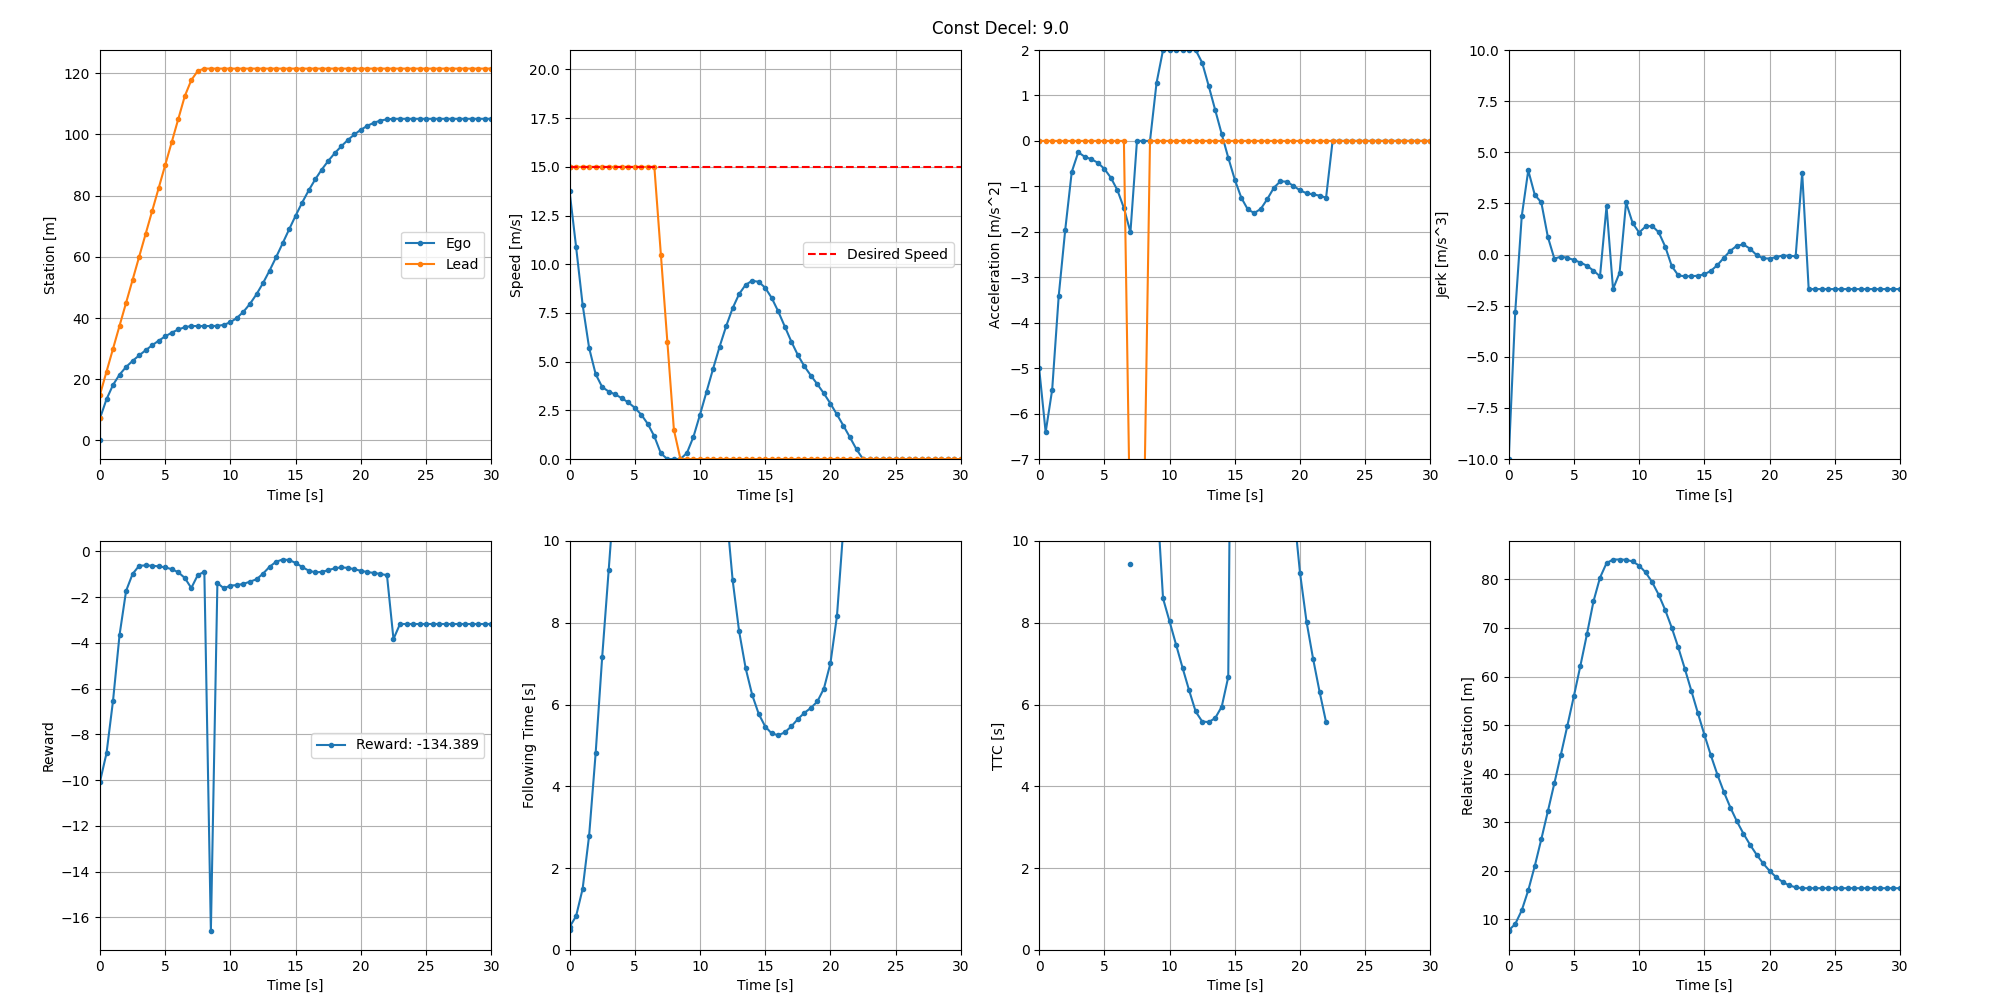 Const Decel: 9.0
Station [m]
120
100
80
60
40
20
0
0 5 10 15 20 25 30
Time [s]
Ego
Lead
Speed [m/s]
20.0
17.5
15.0
12.5
10.0
7.5
5.0
2.5
0.0
0 5 10 15 20 25 30
Time [s]
Desired Speed
Acceleration [m/s^2]
2
1
0
−1
−2
−3
−4
−5
−6
−7
0 5 10 15 20 25 30
Time [s]
Jerk [m/s^3]
10.0
7.5
5.0
2.5
0.0
−2.5
−5.0
−7.5
−10.0
0 5 10 15 20 25 30
Time [s]
Reward
0
−2
−4
−6
−8
−10
−12
−14
−16
0 5 10 15 20 25 30
Time [s]
Reward: -134.389
Following Time [s]
10
8
6
4
2
0
0 5 10 15 20 25 30
Time [s]
TTC [s]
10
8
6
4
2
0
0 5 10 15 20 25 30
Time [s]
Relative Station [m]
80
70
60
50
40
30
20
10
0 5 10 15 20 25 30
Time [s]